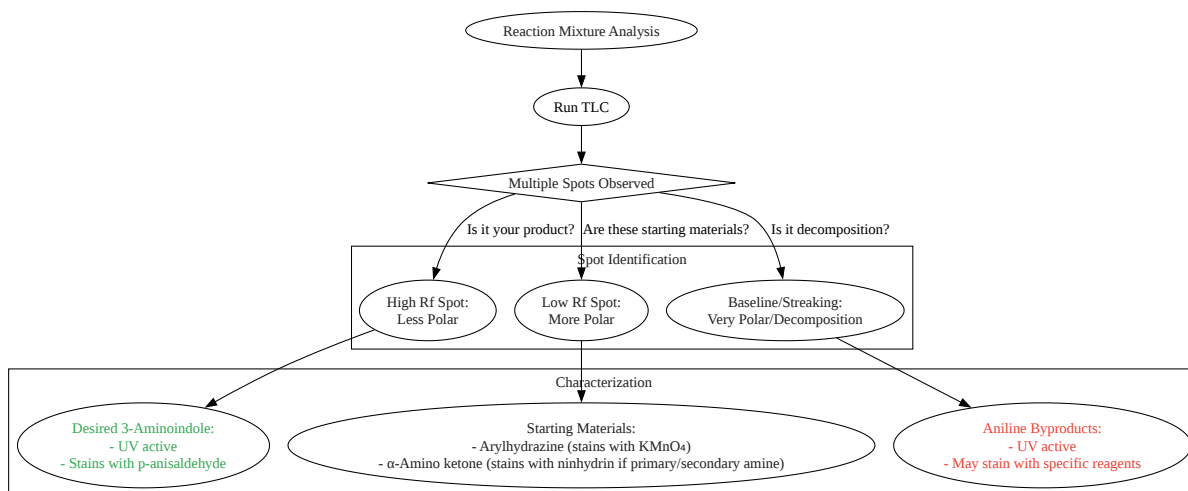 Reaction Mixture Analysis
Run TLC
Multiple Spots Observed
Is it your product?
Are these starting materials?
Is it decomposition?
Spot Identification
High Rf Spot:
Less Polar
Low Rf Spot:
More Polar
Baseline/Streaking:
Very Polar/Decomposition
Characterization
Desired 3-Aminoindole:
- UV active
- Stains with p-anisaldehyde
Starting Materials:
- Arylhydrazine (stains with KMnO₄)
- α-Amino ketone (stains with ninhydrin if primary/secondary amine)
Aniline Byproducts:
- UV active
- May stain with specific reagents